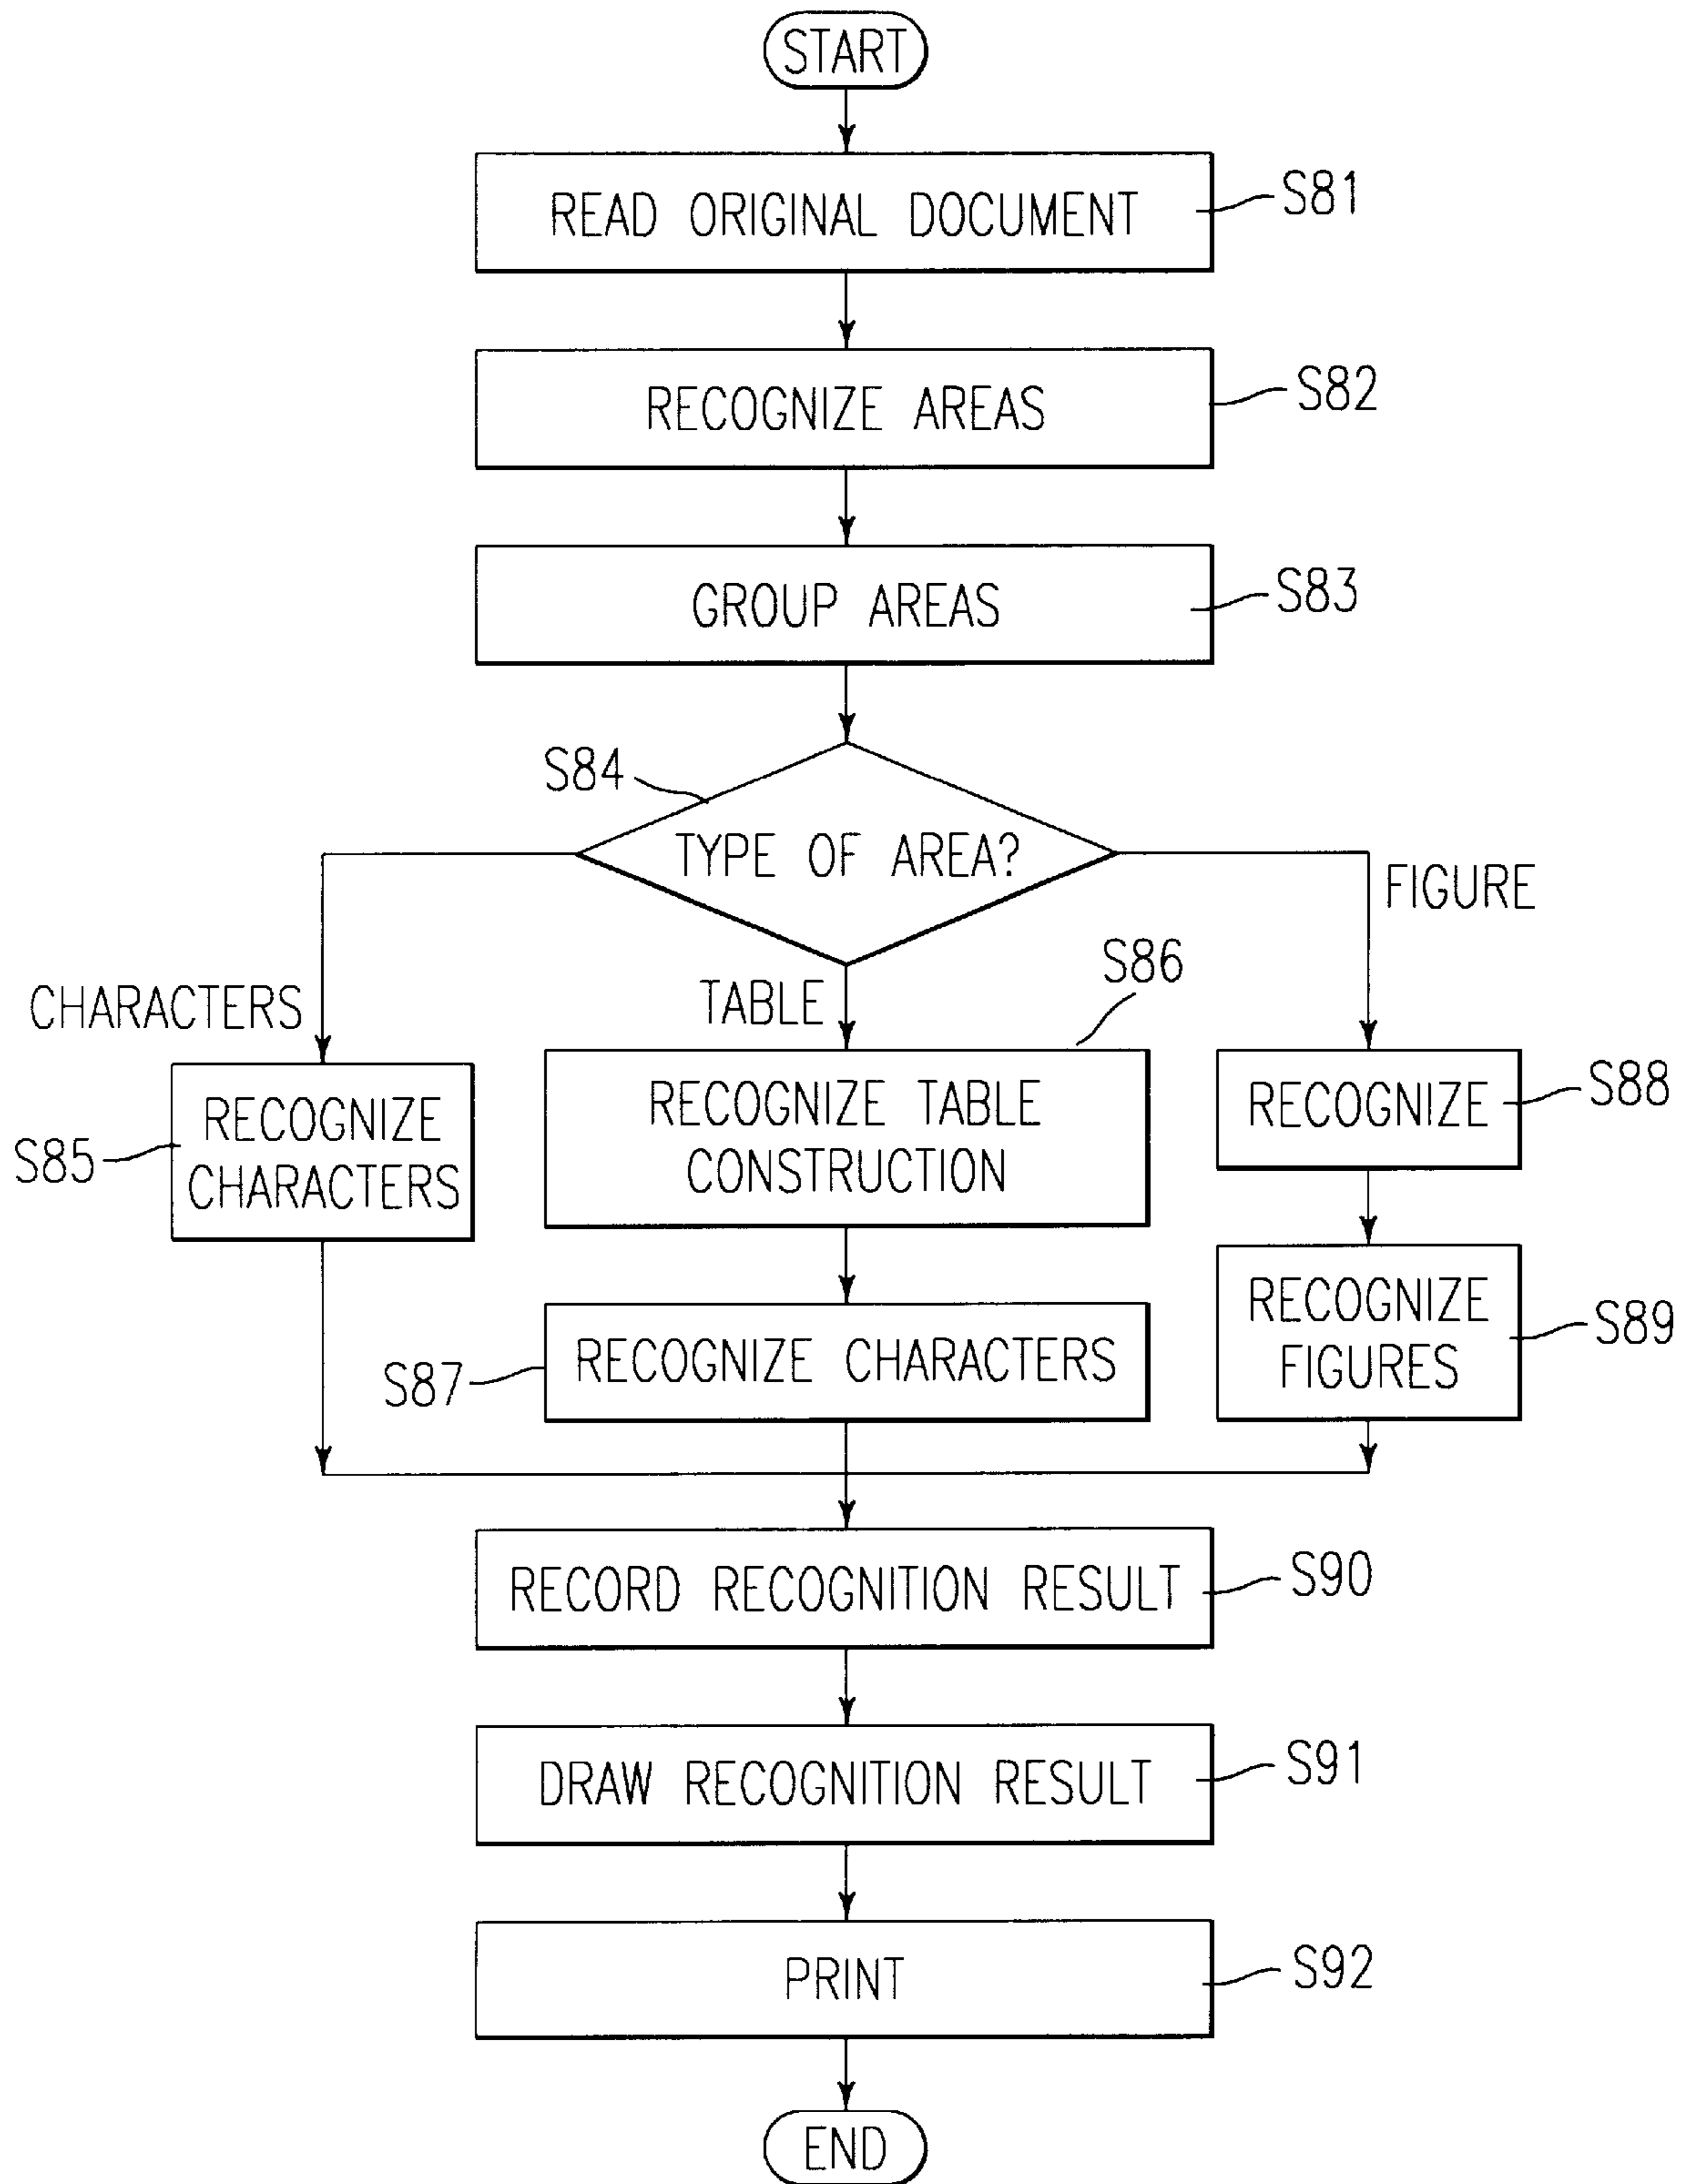 START
READ ORIGINAL DOCUMENT
S81
RECOGNIZE AREAS
S82
GROUP AREAS
S83
S84
TYPE OF AREA?
CHARACTERS
TABLE
FIGURE
S85
RECOGNIZE
CHARACTERS
S86
RECOGNIZE TABLE
CONSTRUCTION
RECOGNIZE
S88
S87
RECOGNIZE CHARACTERS
RECOGNIZE
FIGURES
S89
RECORD RECOGNITION RESULT
S90
DRAW RECOGNITION RESULT
S91
PRINT
S92
END